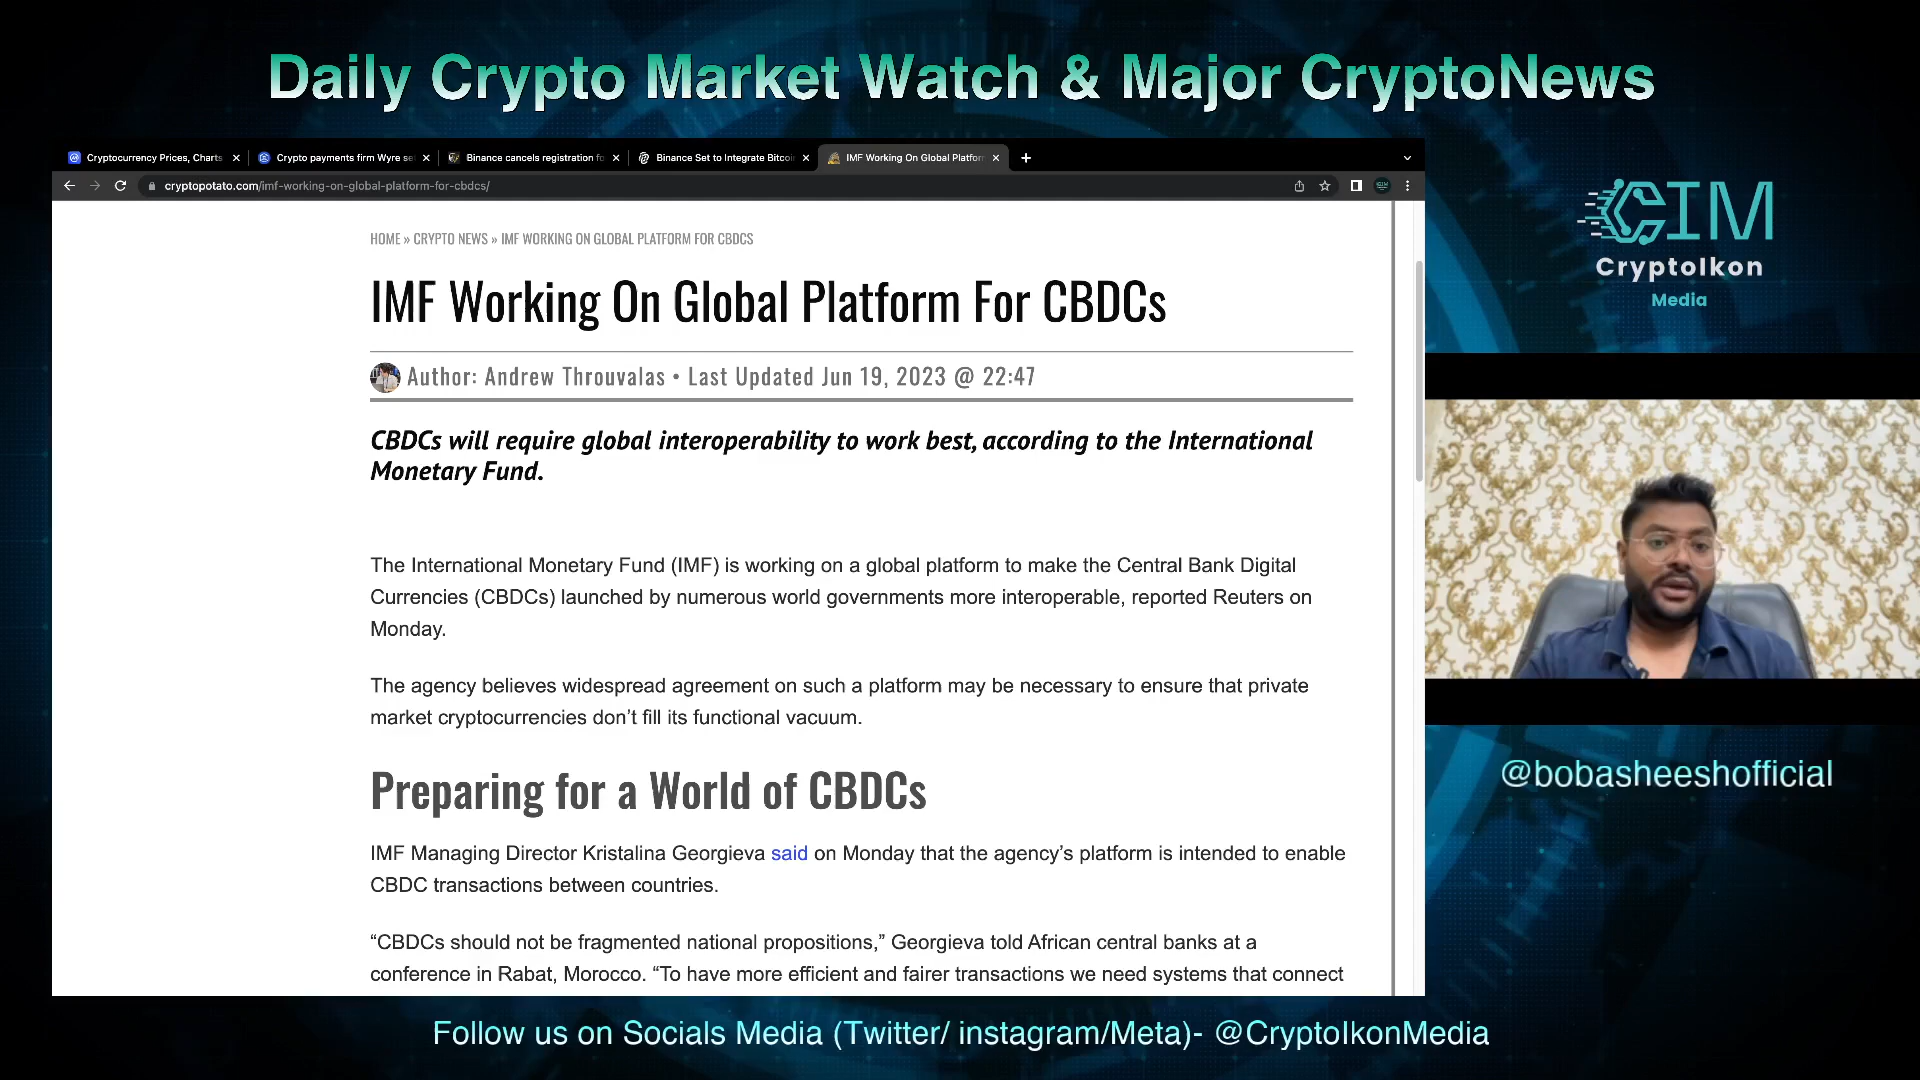 Daily Crypto Market Watch & Major CryptoNews
Cryptocurrency Prices, Charts
Crypto payments firm Wyre se
Binance cancels registration fo
Binance Set to Integrate Bitcoi
IMF Working On Global Platfor
cryptopotato.com/imf-working-on-global-platform-for-cbdcs/
HOME » CRYPTO NEWS » IMF WORKING ON GLOBAL PLATFORM FOR CBDCS
IMF Working On Global Platform For CBDCs
Author: Andrew Throuvalas • Last Updated Jun 19, 2023 @ 22:47
CBDCs will require global interoperability to work best, according to the International
Monetary Fund.
The International Monetary Fund (IMF) is working on a global platform to make the Central Bank Digital
Currencies (CBDCs) launched by numerous world governments more interoperable, reported Reuters on
Monday.
The agency believes widespread agreement on such a platform may be necessary to ensure that private
market cryptocurrencies don’t fill its functional vacuum.
Preparing for a World of CBDCs
IMF Managing Director Kristalina Georgieva said on Monday that the agency’s platform is intended to enable
CBDC transactions between countries.
“CBDCs should not be fragmented national propositions,” Georgieva told African central banks at a
conference in Rabat, Morocco. “To have more efficient and fairer transactions we need systems that connect
CIM
CryptoIkon
Media
@bobasheeshofficial
Follow us on Socials Media (Twitter/ instagram/Meta)- @CryptoIkonMedia